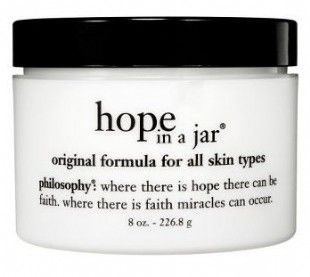 hope
in a jar®
original formula for all skin types
philosophy®: where there is hope there can be
faith. where there is faith miracles can occur.
8 oz. - 226.8 g